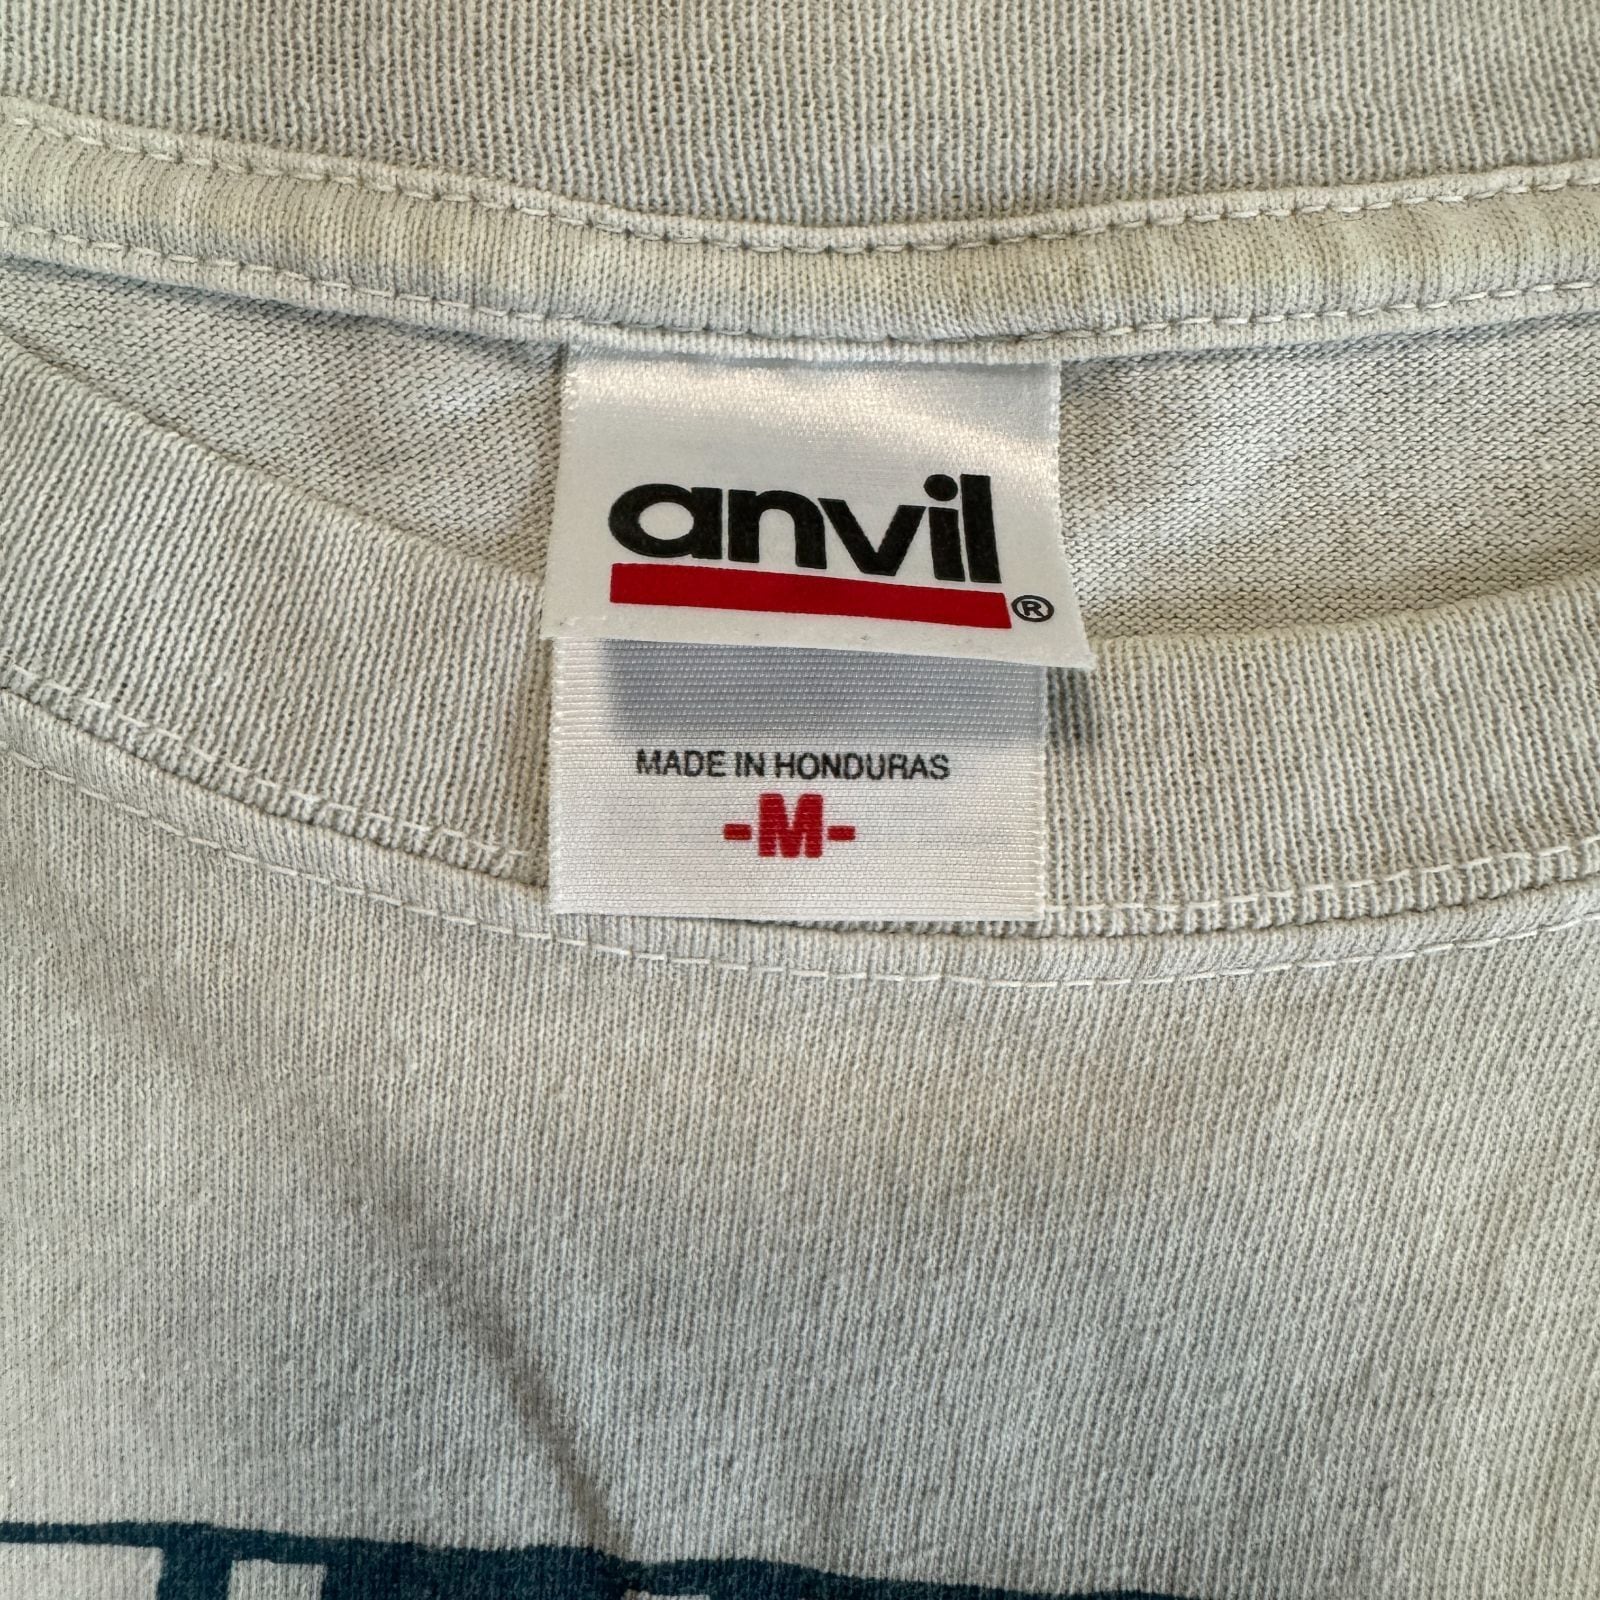 anvil®
MADE IN HONDURAS
-M-